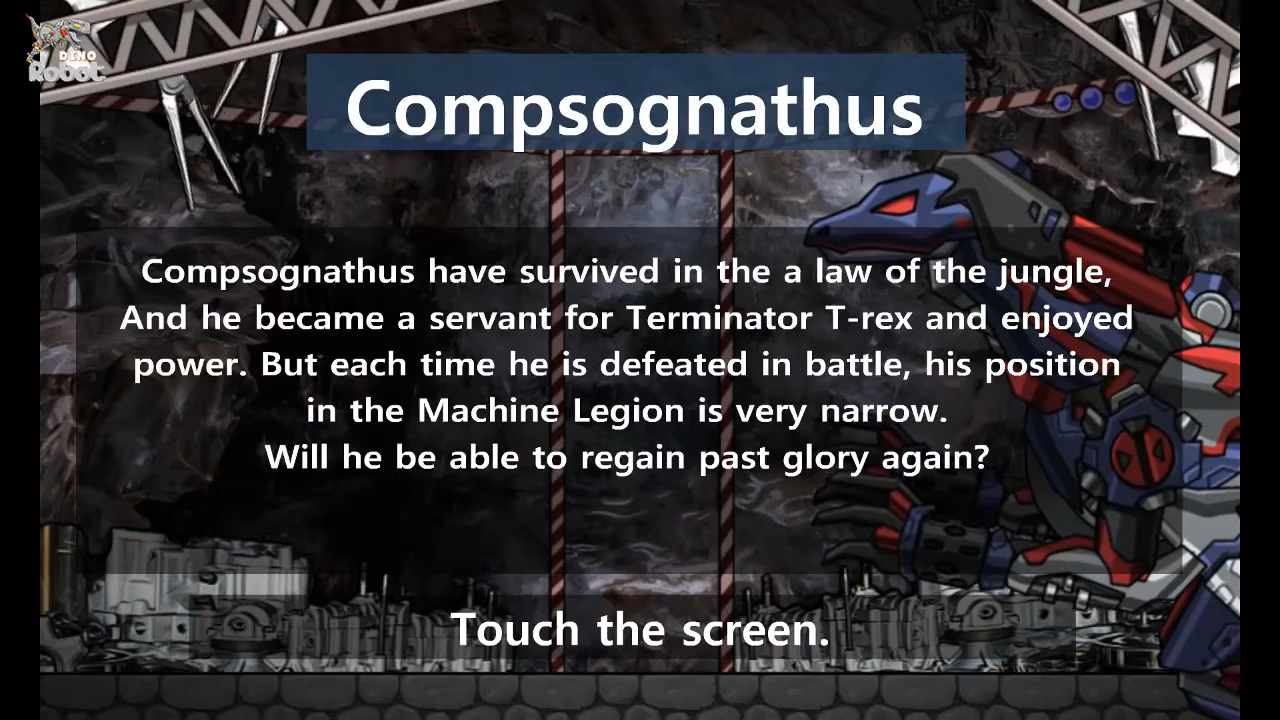 DINO
ROBOT
Compsognathus
Compsognathus have survived in the a law of the jungle,
And he became a servant for Terminator T-rex and enjoyed
power. But each time he is defeated in battle, his position
in the Machine Legion is very narrow.
Will he be able to regain past glory again?
Touch the screen.